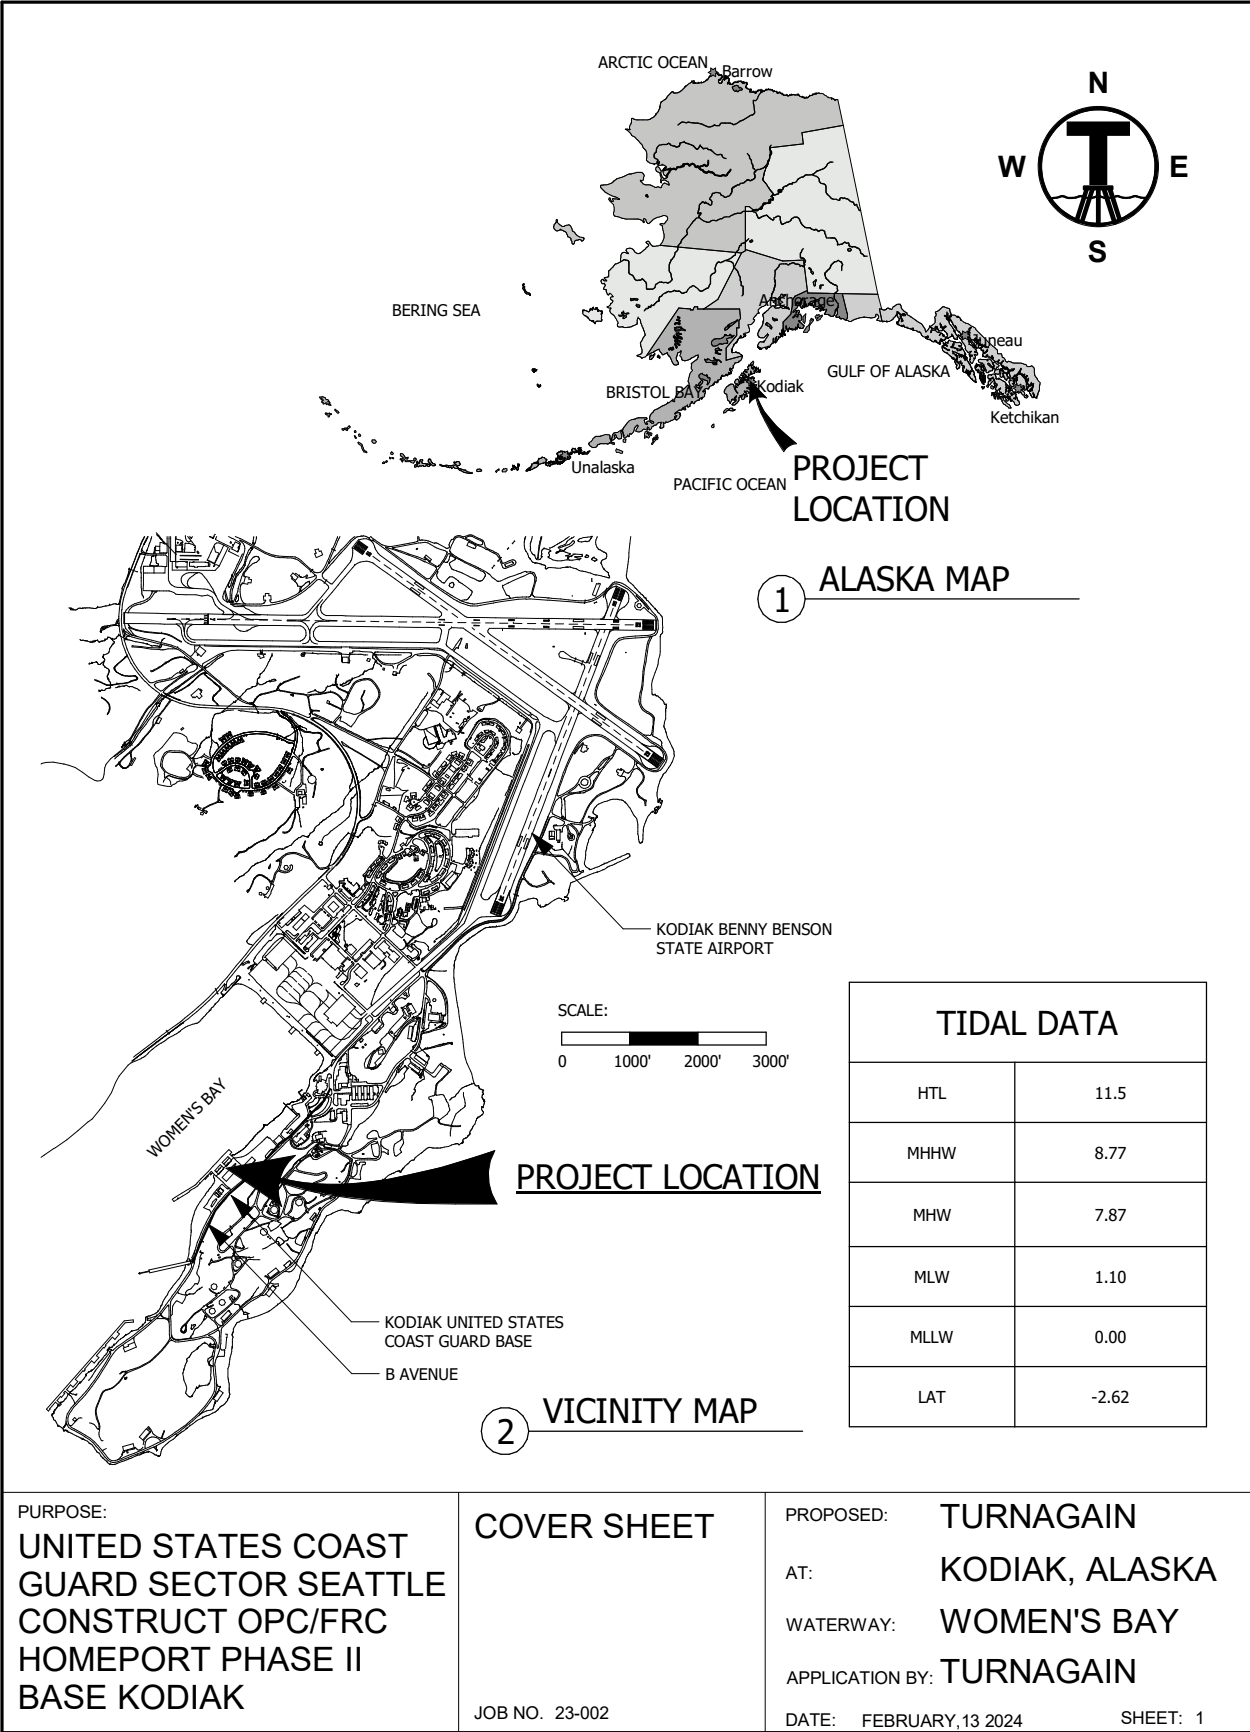 ARCTIC OCEAN
Barrow
N
W
T
E
S
BERING SEA
Anchorage
Juneau
GULF OF ALASKA
BRISTOL BAY
Kodiak
Ketchikan
Unalaska
PACIFIC OCEAN
PROJECT
LOCATION
1
ALASKA MAP
KODIAK BENNY BENSON
STATE AIRPORT
SCALE:
0 1000' 2000' 3000'
WOMEN'S BAY
PROJECT LOCATION
KODIAK UNITED STATES
COAST GUARD BASE
B AVENUE
2
VICINITY MAP
TIDAL DATA
HTL 11.5
MHHW 8.77
MHW 7.87
MLW 1.10
MLLW 0.00
LAT -2.62
PURPOSE:
UNITED STATES COAST
GUARD SECTOR SEATTLE
CONSTRUCT OPC/FRC
HOMEPORT PHASE II
BASE KODIAK
COVER SHEET
JOB NO. 23-002
PROPOSED: TURNAGAIN
AT: KODIAK, ALASKA
WATERWAY: WOMEN'S BAY
APPLICATION BY: TURNAGAIN
DATE: FEBRUARY,13 2024 SHEET: 1